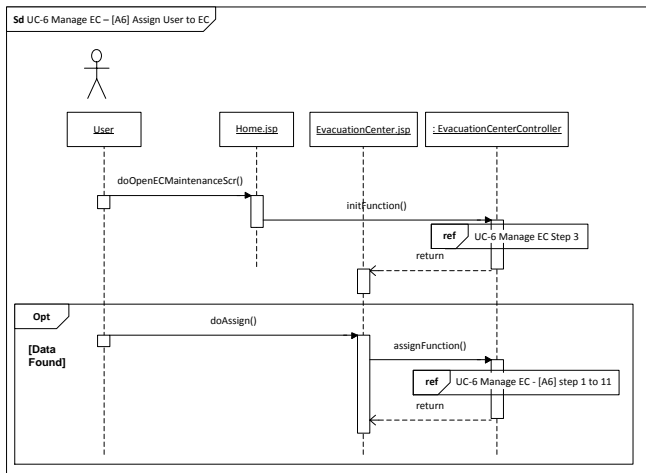 Sd UC-6 Manage EC – [A6] Assign User to EC
User
Home.jsp
EvacuationCenter.jsp
: EvacuationCenterController
doOpenECMaintenanceScr()
initFunction()
ref UC-6 Manage EC Step 3
return
Opt
doAssign()
[Data
Found]
assignFunction()
ref UC-6 Manage EC - [A6] step 1 to 11
return